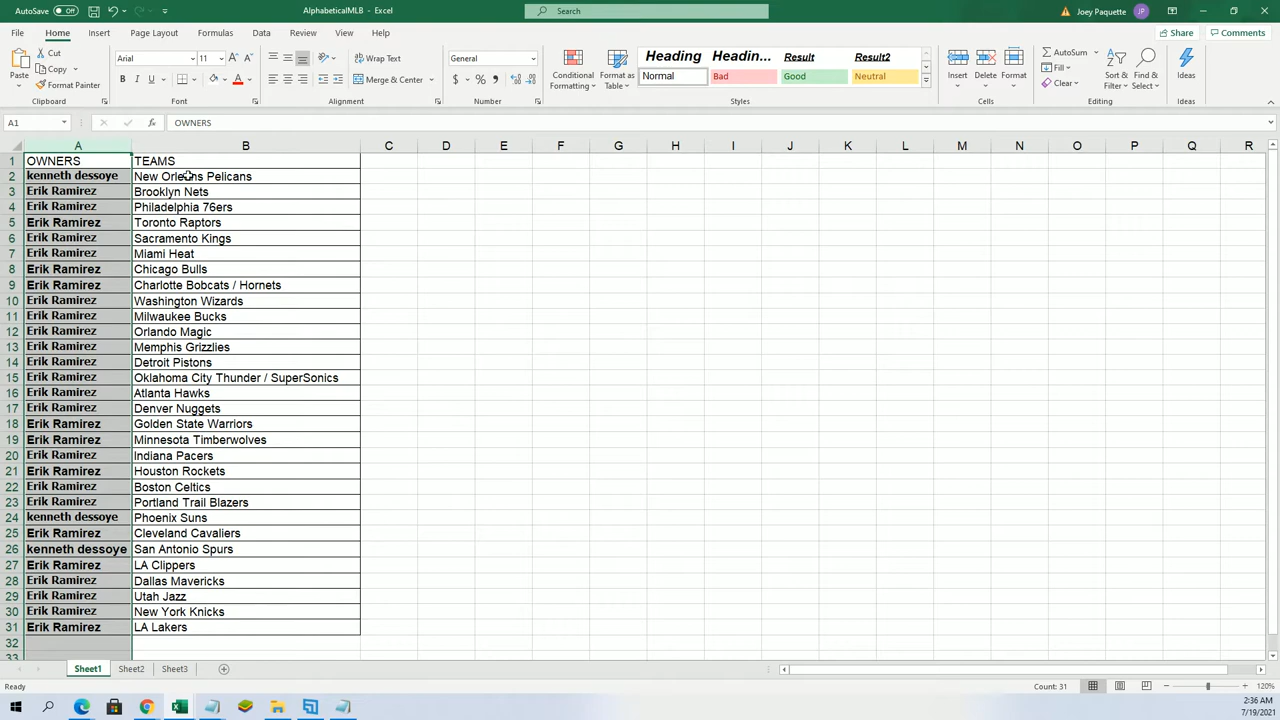 AutoSave Off AlphabeticalMLB - Excel Search Joey Paquette JP
File Home Insert Page Layout Formulas Data Review View Help Share Comments
Paste Cut Copy Format Painter Clipboard
Arial 11 A A B I U A Font
Wrap Text Merge & Center Alignment
General $ % Number
Conditional Formatting Format as Table
Heading Headin... Result Result2
Normal Bad Good Neutral
Styles
Insert Delete Format Cells
AutoSum Fill Clear Sort & Filter Find & Select Editing
Ideas Ideas
A1 fx OWNERS
A B C D E F G H I J K L M N O P Q R
1 OWNERS TEAMS
2 kenneth dessoye New Orleans Pelicans
3 Erik Ramirez Brooklyn Nets
4 Erik Ramirez Philadelphia 76ers
5 Erik Ramirez Toronto Raptors
6 Erik Ramirez Sacramento Kings
7 Erik Ramirez Miami Heat
8 Erik Ramirez Chicago Bulls
9 Erik Ramirez Charlotte Bobcats / Hornets
10 Erik Ramirez Washington Wizards
11 Erik Ramirez Milwaukee Bucks
12 Erik Ramirez Orlando Magic
13 Erik Ramirez Memphis Grizzlies
14 Erik Ramirez Detroit Pistons
15 Erik Ramirez Oklahoma City Thunder / SuperSonics
16 Erik Ramirez Atlanta Hawks
17 Erik Ramirez Denver Nuggets
18 Erik Ramirez Golden State Warriors
19 Erik Ramirez Minnesota Timberwolves
20 Erik Ramirez Indiana Pacers
21 Erik Ramirez Houston Rockets
22 Erik Ramirez Boston Celtics
23 Erik Ramirez Portland Trail Blazers
24 kenneth dessoye Phoenix Suns
25 Erik Ramirez Cleveland Cavaliers
26 kenneth dessoye San Antonio Spurs
27 Erik Ramirez LA Clippers
28 Erik Ramirez Dallas Mavericks
29 Erik Ramirez Utah Jazz
30 Erik Ramirez New York Knicks
31 Erik Ramirez LA Lakers
32
33
Sheet1 Sheet2 Sheet3
Ready Count: 31 120%
2:36 AM
7/19/2021